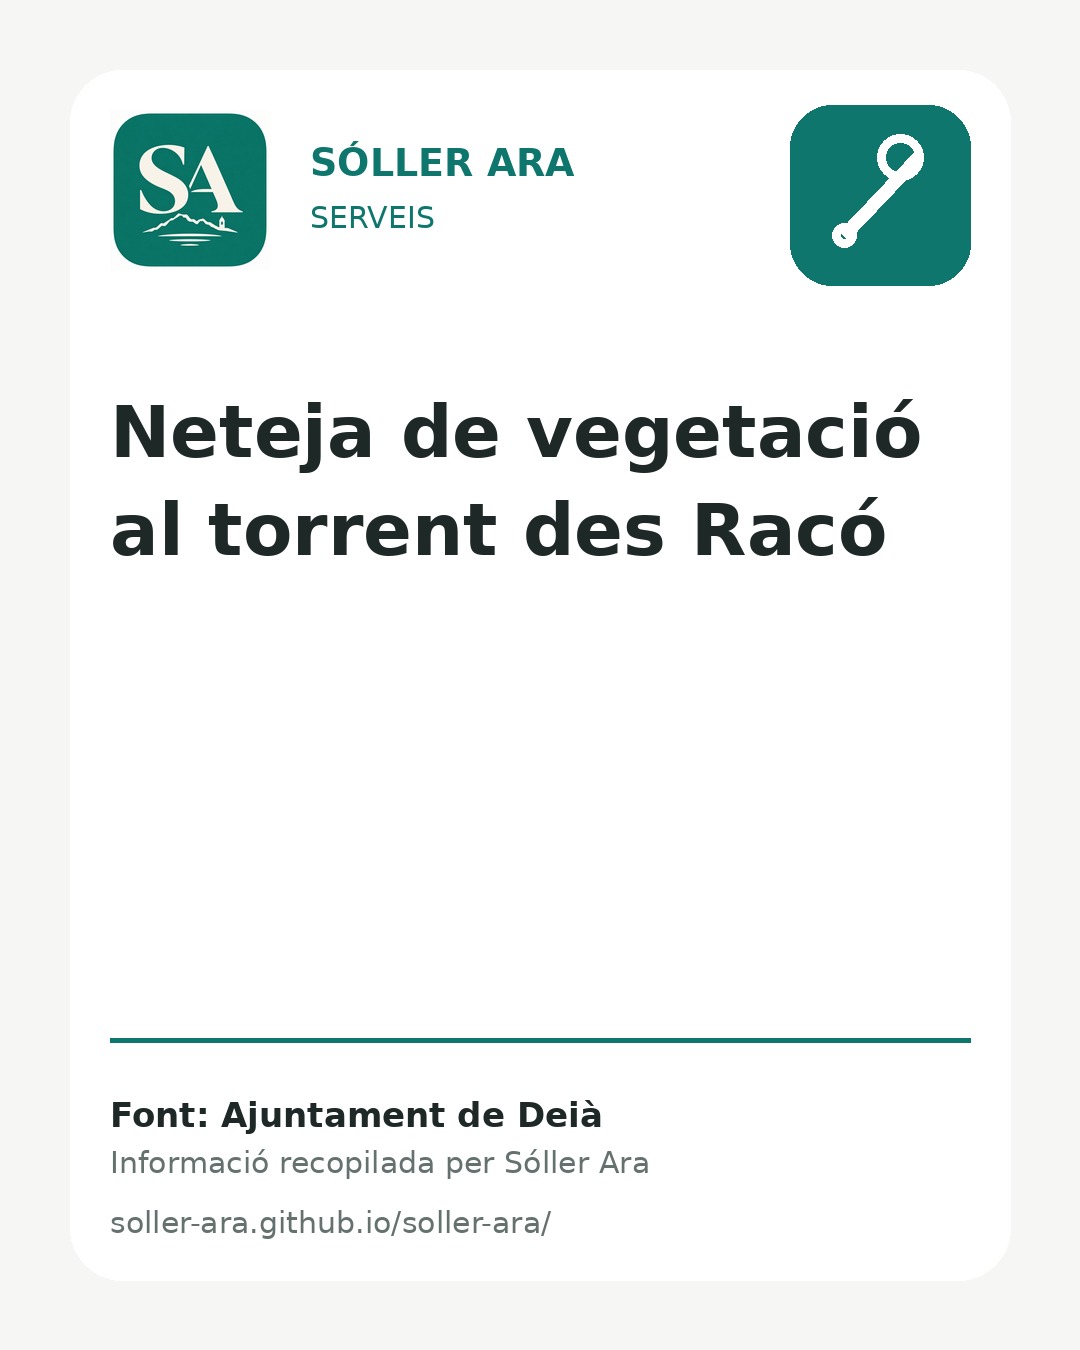 SA
SÓLLER ARA
SERVEIS
Neteja de vegetació
al torrent des Racó
Font: Ajuntament de Deià
Informació recopilada per Sóller Ara
soller-ara.github.io/soller-ara/